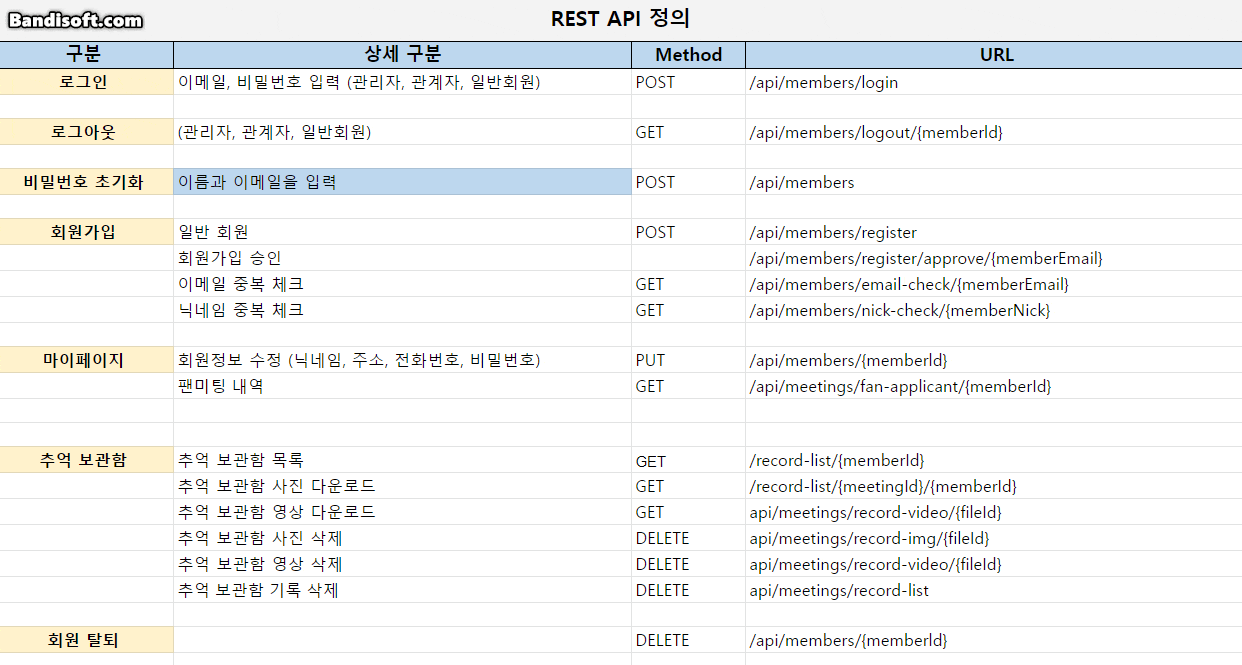 Bandisoft.com
REST API 정의
구분 상세 구분 Method URL
로그인 이메일, 비밀번호 입력 (관리자, 관계자, 일반회원) POST /api/members/login
로그아웃 (관리자, 관계자, 일반회원) GET /api/members/logout/{memberId}
비밀번호 초기화 이름과 이메일을 입력 POST /api/members
회원가입 일반 회원 POST /api/members/register
회원가입 승인 /api/members/register/approve/{memberEmail}
이메일 중복 체크 GET /api/members/email-check/{memberEmail}
닉네임 중복 체크 GET /api/members/nick-check/{memberNick}
마이페이지 회원정보 수정 (닉네임, 주소, 전화번호, 비밀번호) PUT /api/members/{memberId}
팬미팅 내역 GET /api/meetings/fan-applicant/{memberId}
추억 보관함 추억 보관함 목록 GET /record-list/{memberId}
추억 보관함 사진 다운로드 GET /record-list/{meetingId}/{memberId}
추억 보관함 영상 다운로드 GET api/meetings/record-video/{fileId}
추억 보관함 사진 삭제 DELETE api/meetings/record-img/{fileId}
추억 보관함 영상 삭제 DELETE api/meetings/record-video/{fileId}
추억 보관함 기록 삭제 DELETE api/meetings/record-list
회원 탈퇴 DELETE /api/members/{memberId}